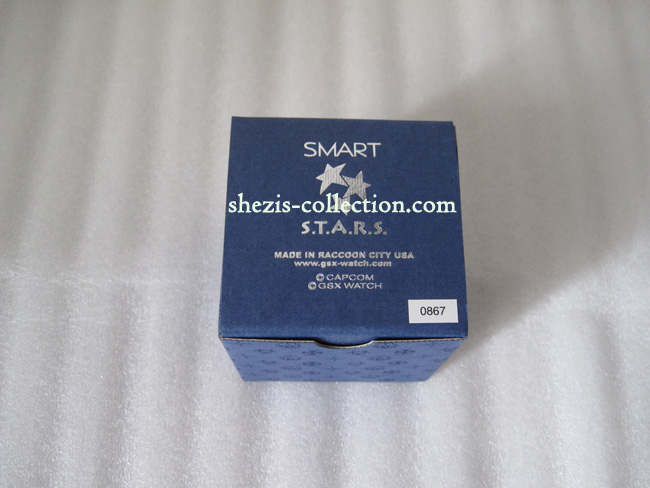 SMART
shezis-collection.com
S.T.A.R.S.
MADE IN RACCOON CITY USA
www.gsx-watch.com
©CAPCOM
©GSX WATCH
0867